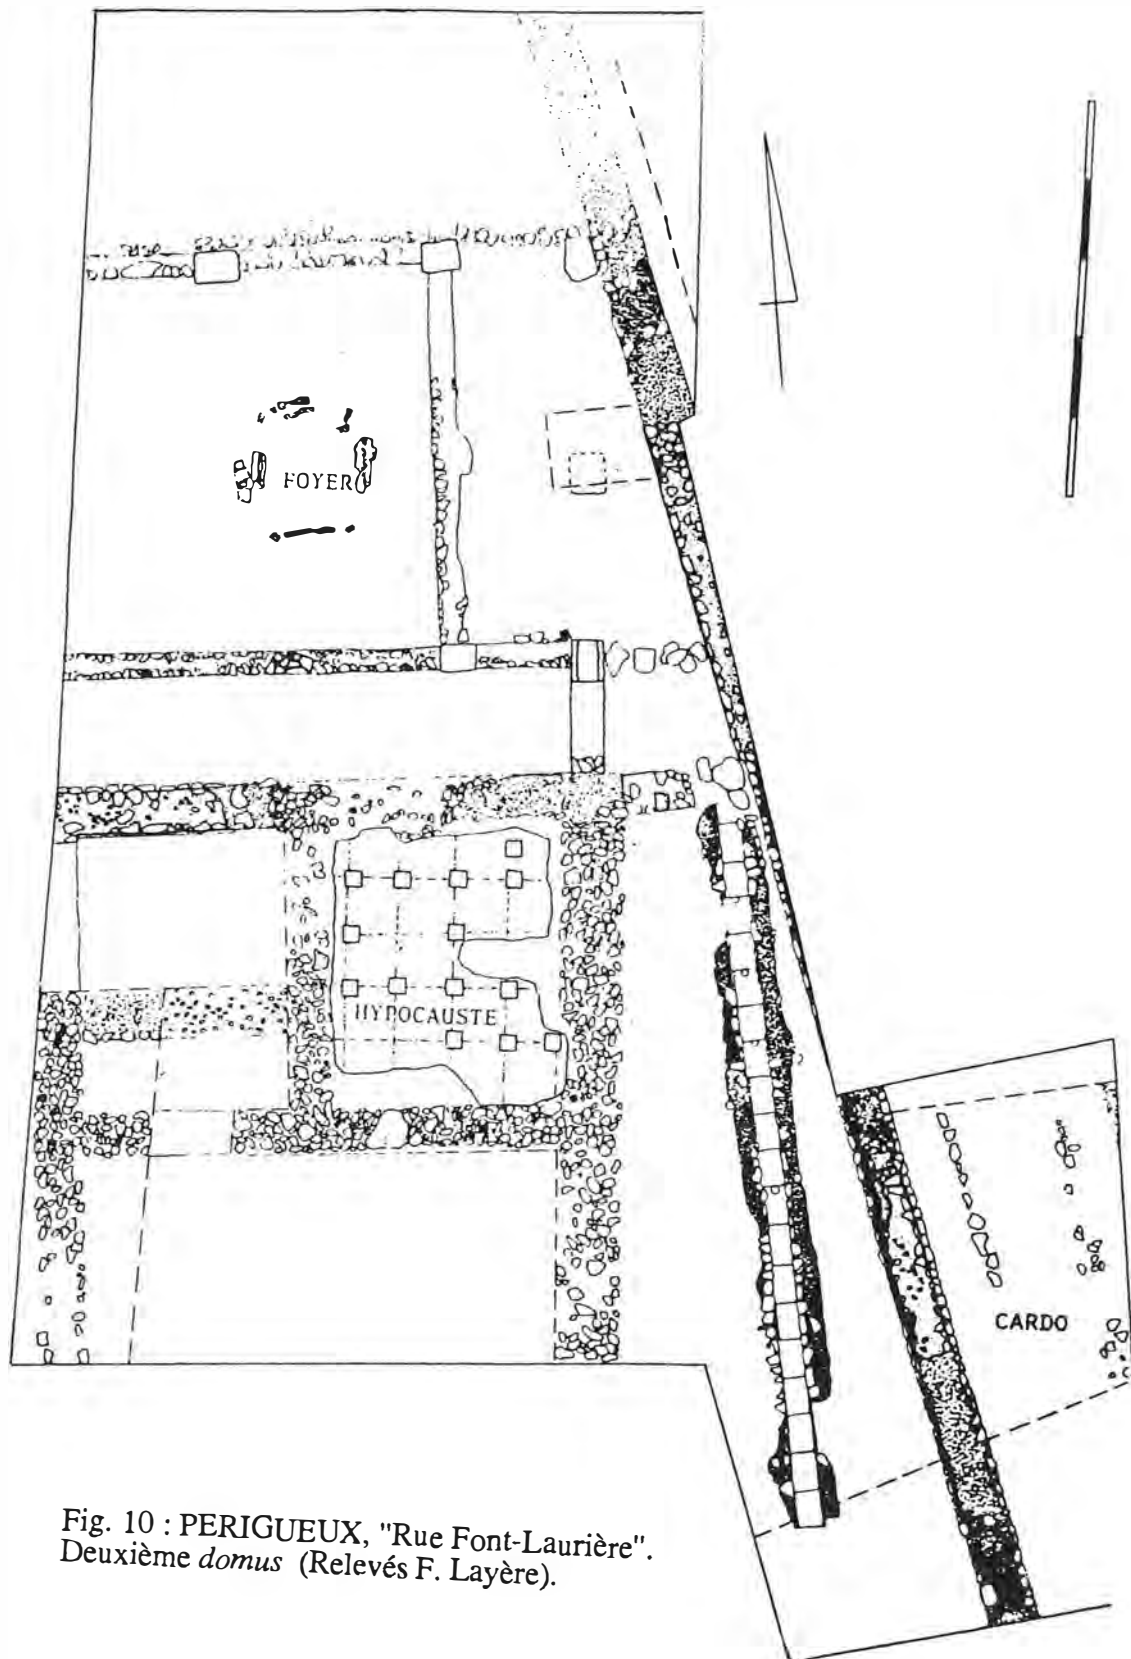 FOYER
HYPOCAUSTE
CARDO
Fig. 10 : PERIGUEUX, "Rue Font-Laurière".
Deuxième domus (Relevés F. Layère).